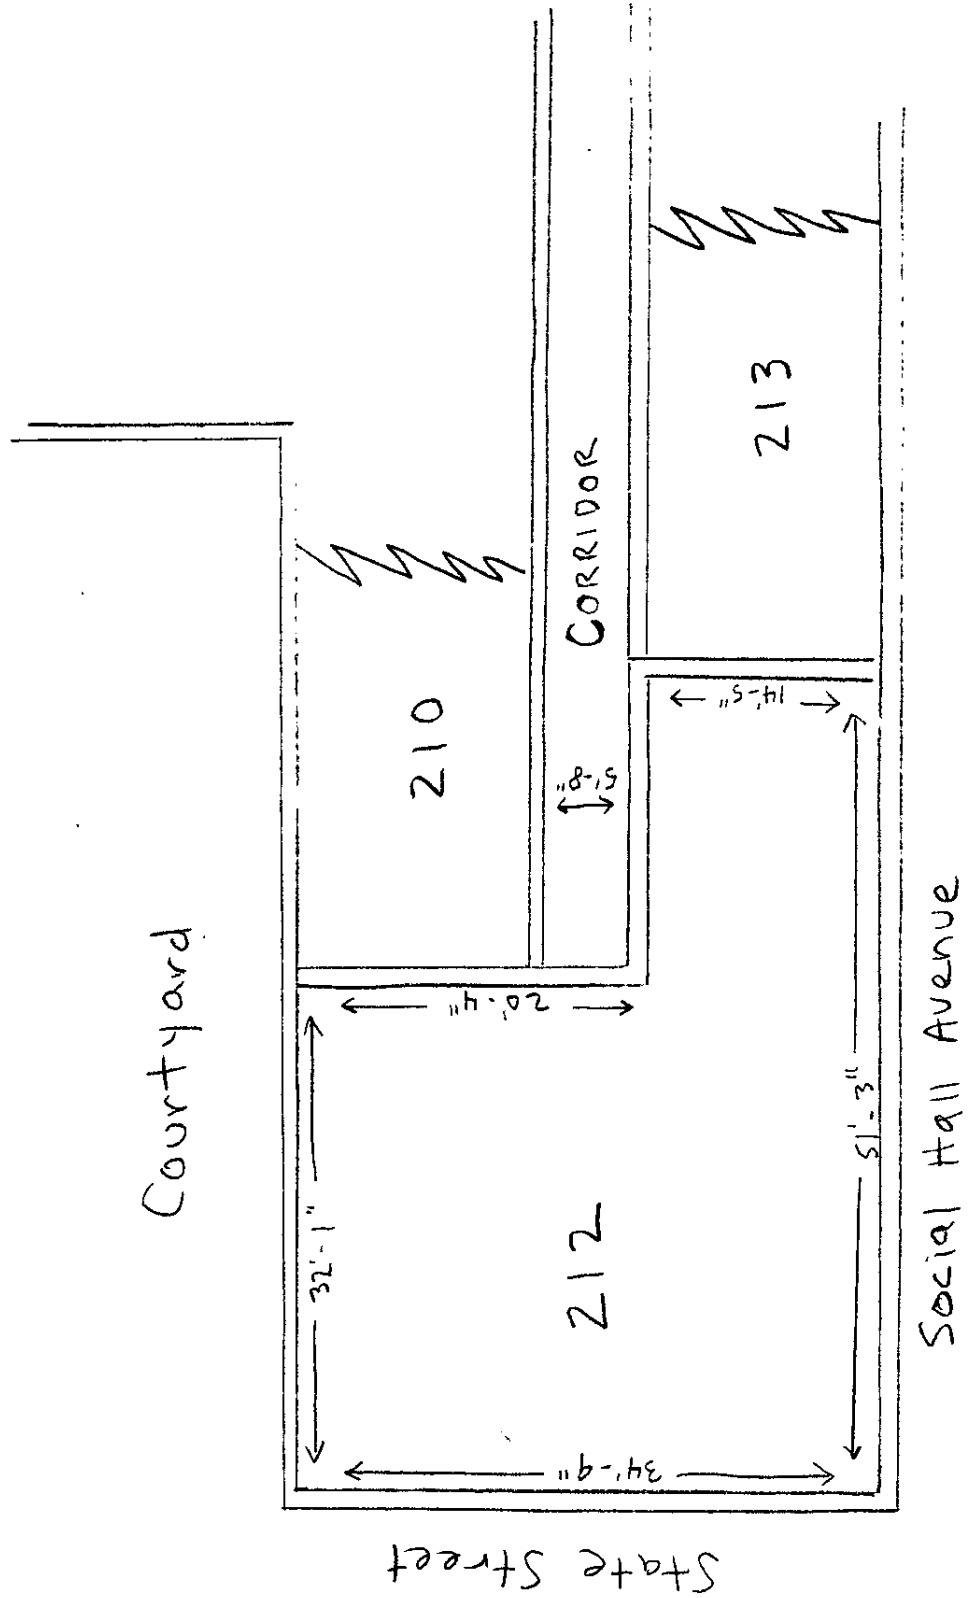 Courtyard
210
CORRIDOR
213
5'-8"
14'-5"
20'-4"
32'-1"
212
51'-3"
34'-9"
State Street
Social Hall Avenue